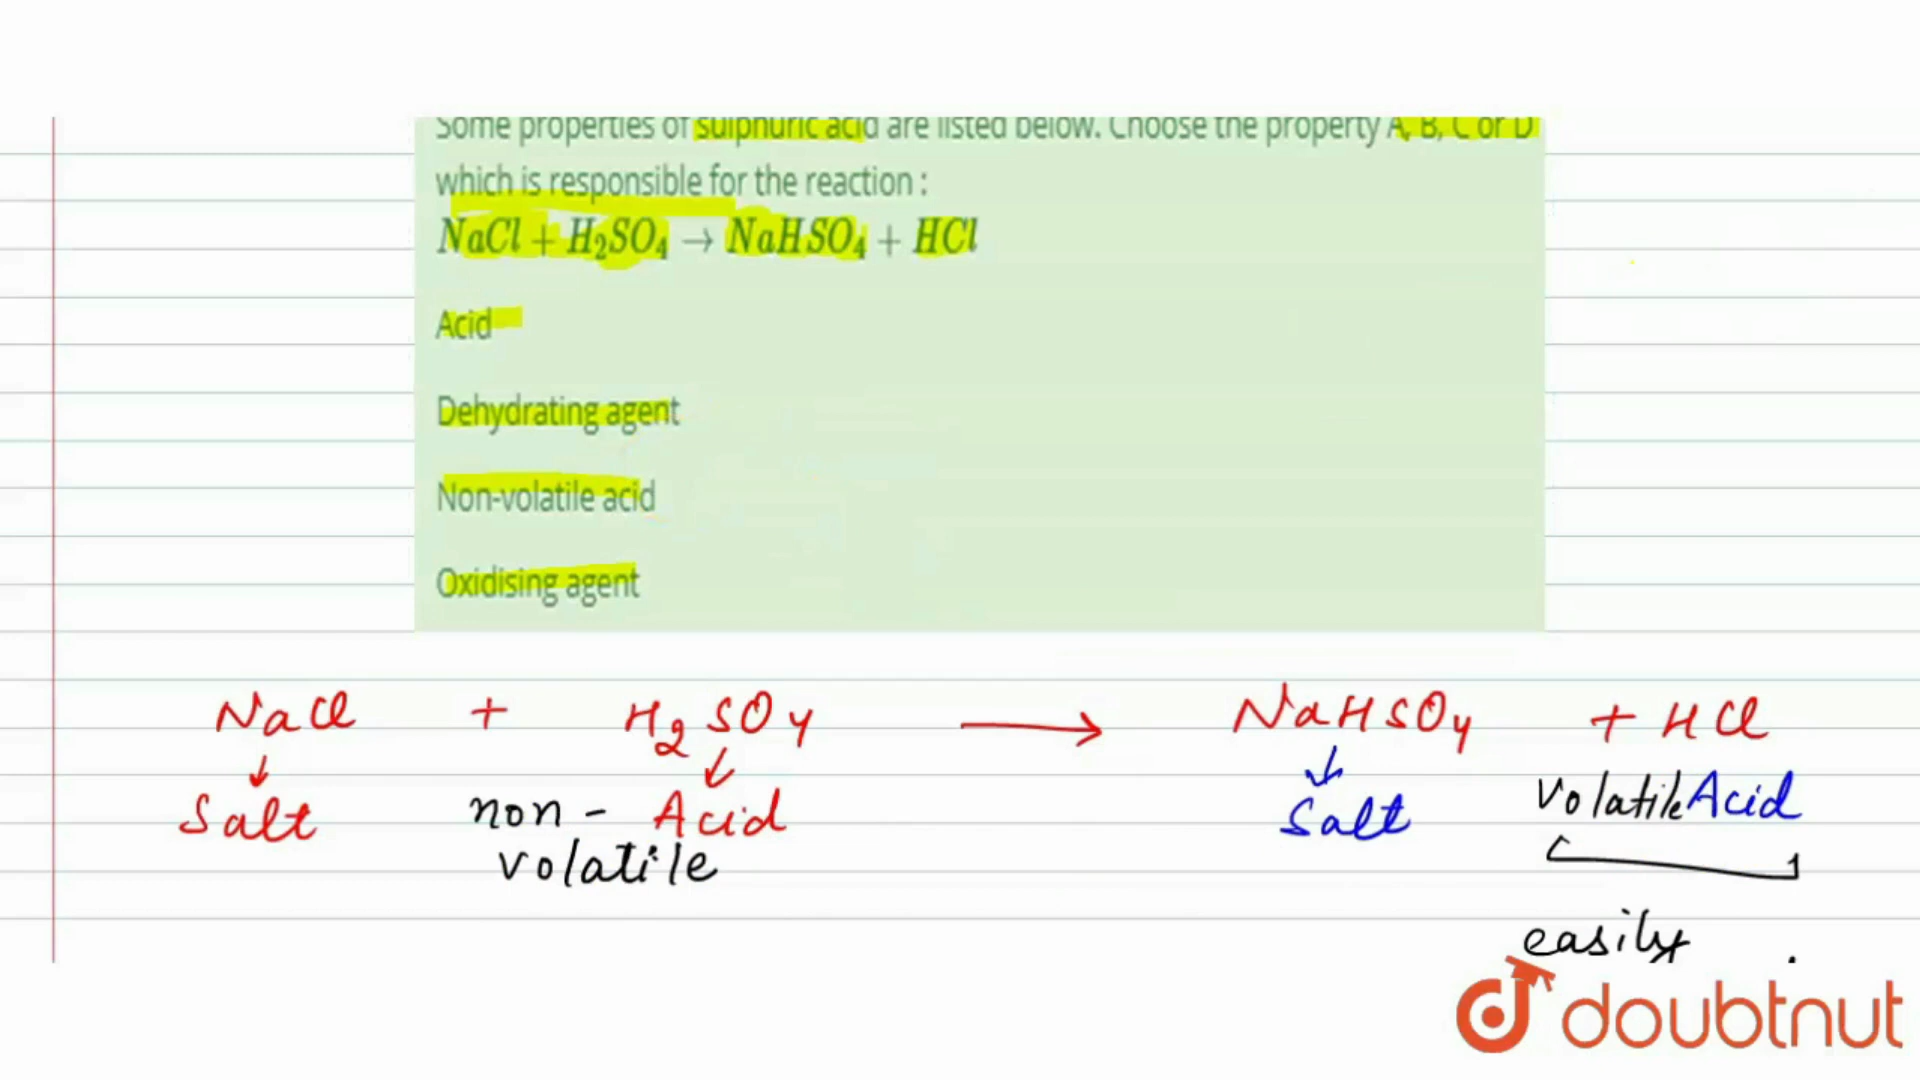 Some properties of sulphuric acid are listed below. Choose the property A, B, C or D
which is responsible for the reaction :
NaCl + H₂SO₄ → NaHSO₄ + HCl
Acid
Dehydrating agent
Non-volatile acid
Oxidising agent
NaCl + H₂SO₄ → NaHSO₄ + HCl
↓ ↓ ↓
Salt non - Acid Salt Volatile Acid
volatile
easily
doubtnut